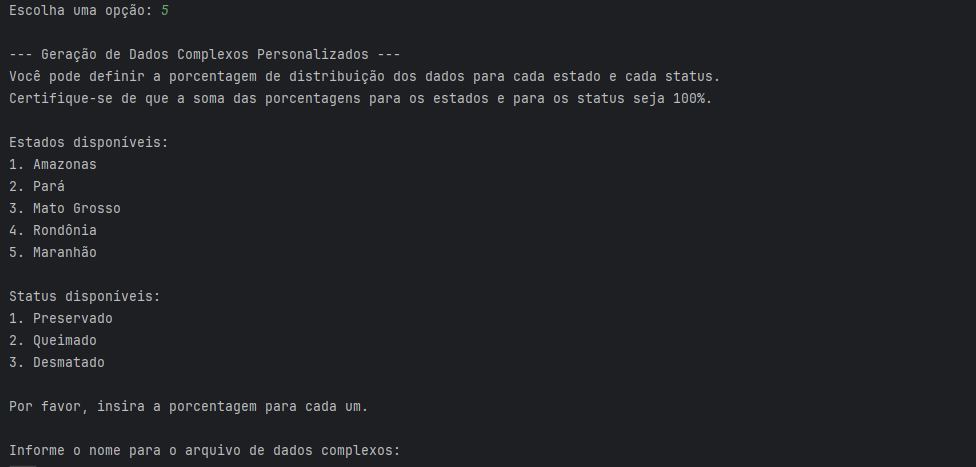 Escolha uma opção: 5
--- Geração de Dados Complexos Personalizados ---
Você pode definir a porcentagem de distribuição dos dados para cada estado e cada status.
Certifique-se de que a soma das porcentagens para os estados e para os status seja 100%.
Estados disponíveis:
1. Amazonas
2. Pará
3. Mato Grosso
4. Rondônia
5. Maranhão
Status disponíveis:
1. Preservado
2. Queimado
3. Desmatado
Por favor, insira a porcentagem para cada um.
Informe o nome para o arquivo de dados complexos: